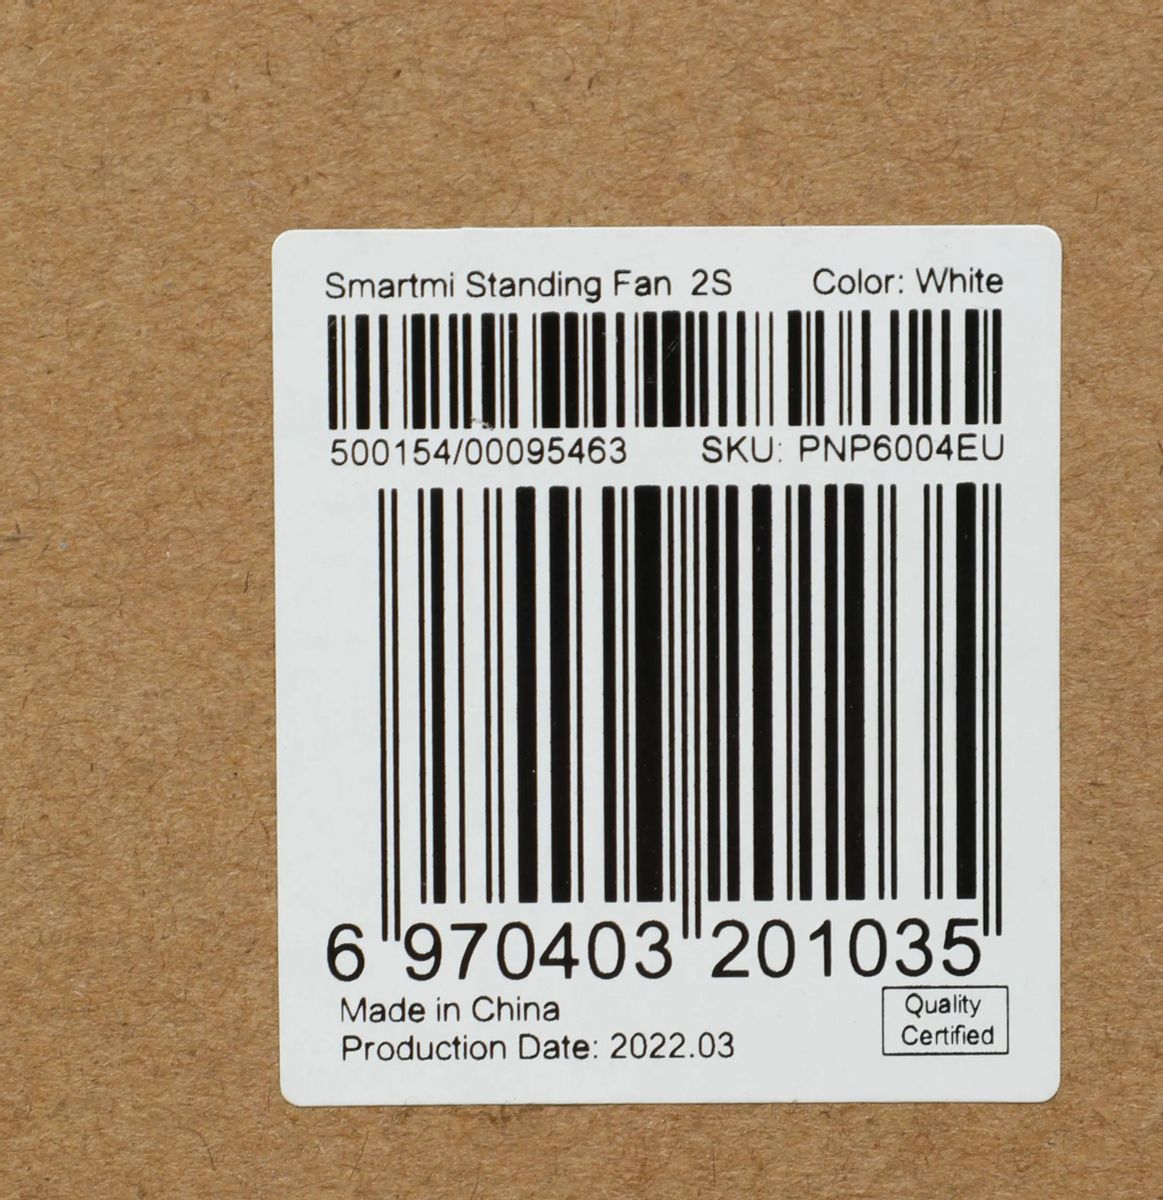 Smartmi Standing Fan 2S Color: White
500154/00095463 SKU: PNP6004EU
6 970403 201035
Made in China
Production Date: 2022.03
Quality
Certified